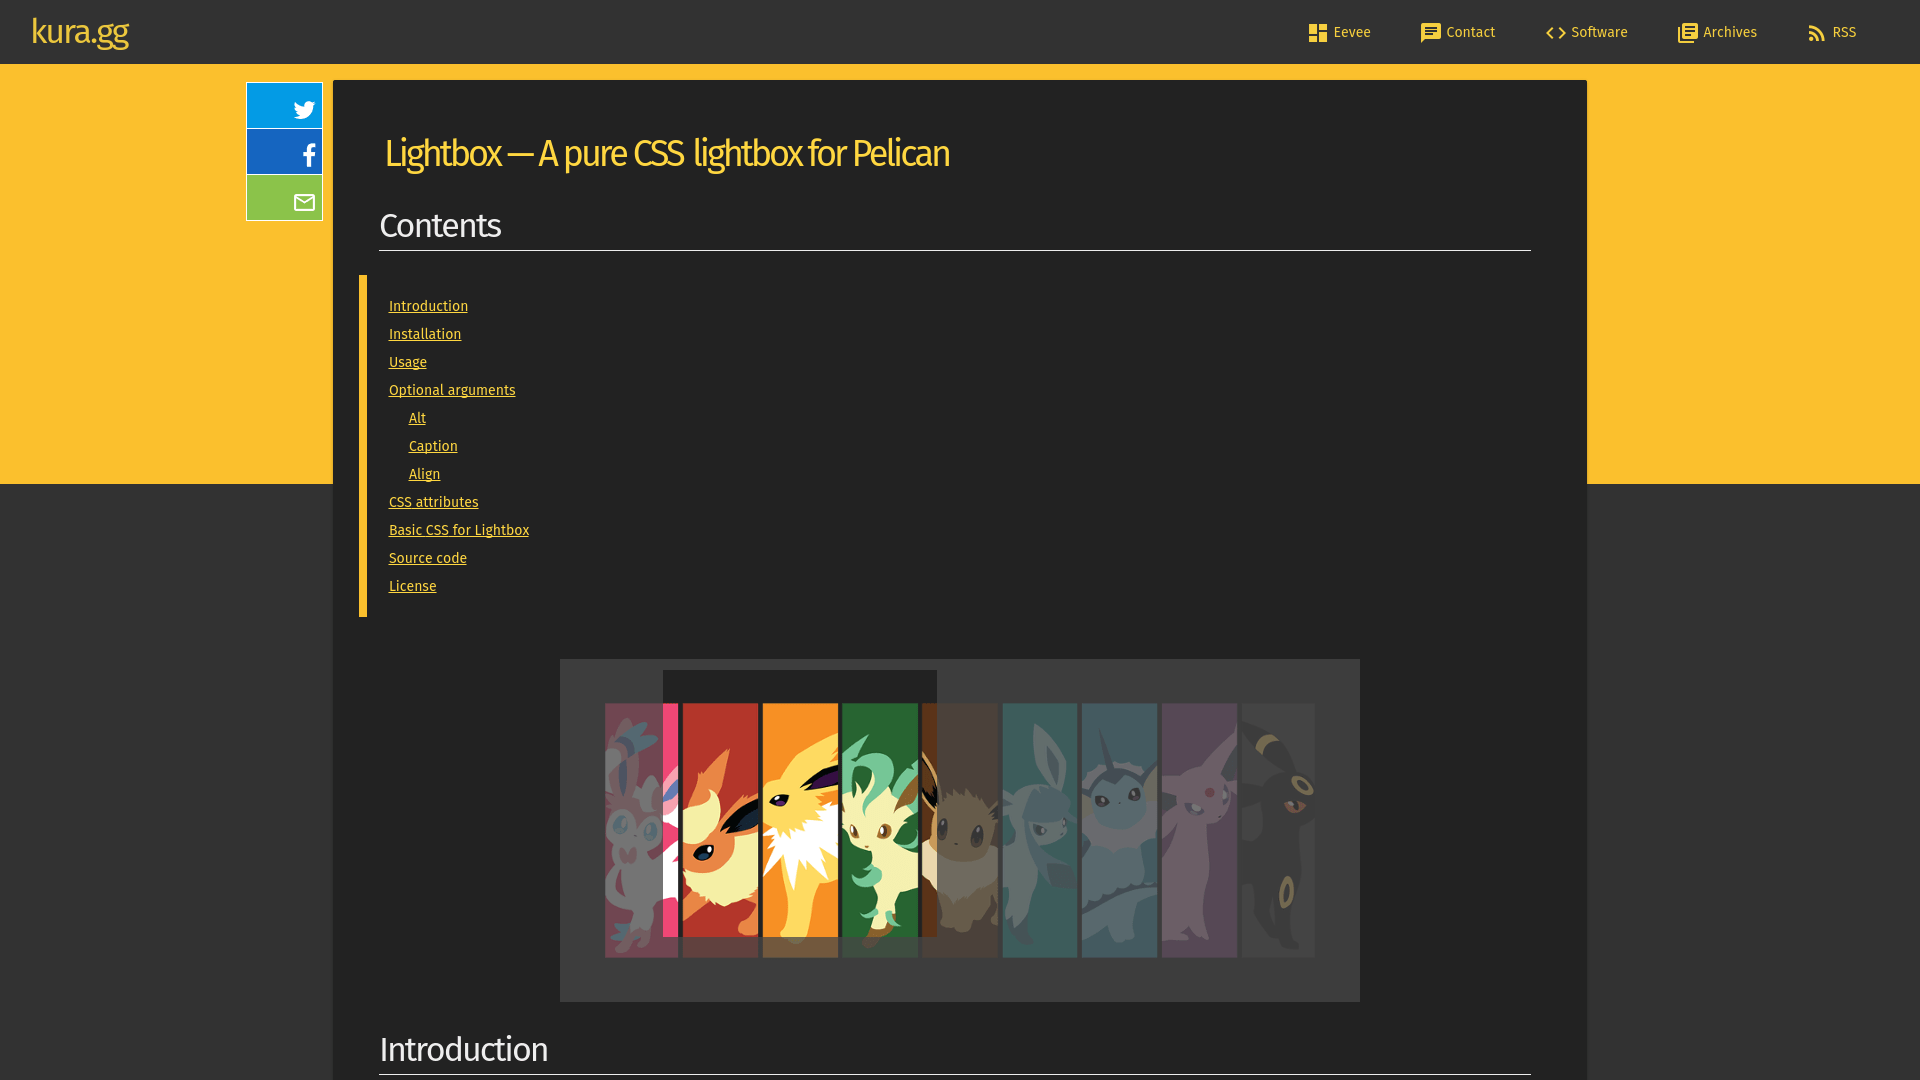 kura.gg
Eevee
Contact
Software
Archives
RSS
Lightbox — A pure CSS lightbox for Pelican
Contents
Introduction
Installation
Usage
Optional arguments
Alt
Caption
Align
CSS attributes
Basic CSS for Lightbox
Source code
License
Introduction